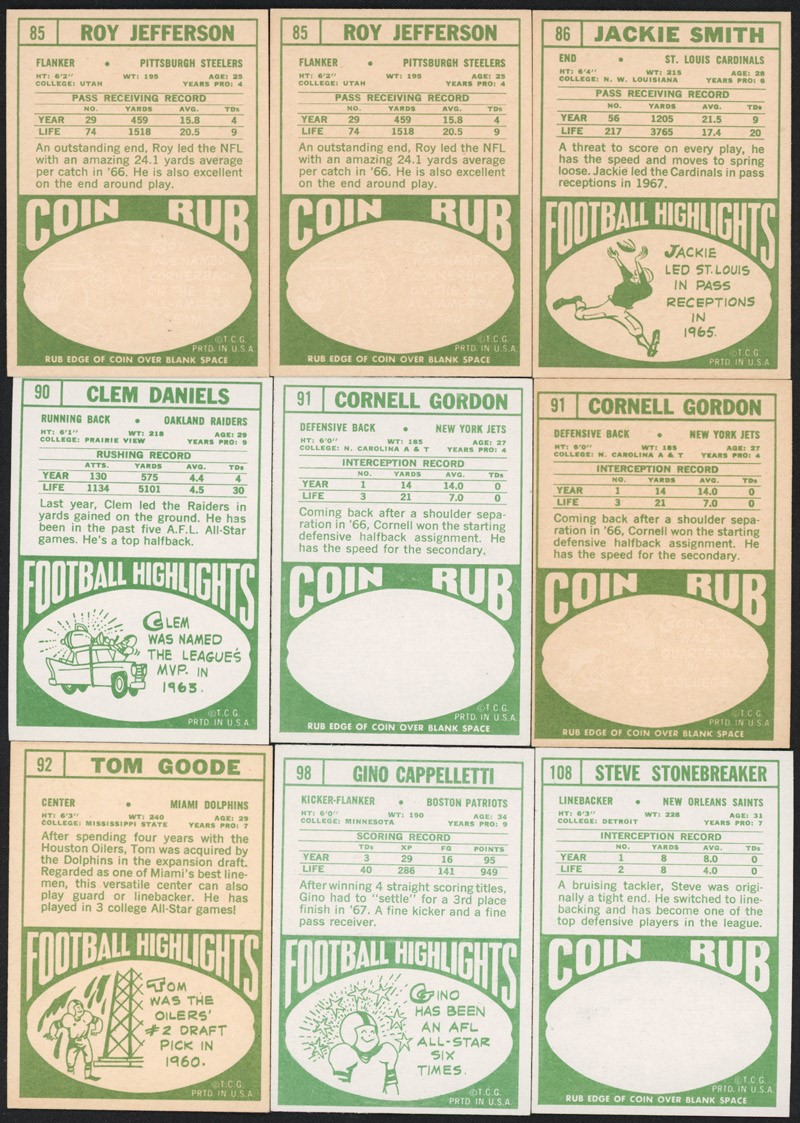 85 ROY JEFFERSON
FLANKER • PITTSBURGH STEELERS
HT: 6'2" WT: 195 AGE: 25
COLLEGE: UTAH YEARS PRO: 4
PASS RECEIVING RECORD
NO. YARDS AVG. TDs
YEAR 29 459 15.8 4
LIFE 74 1518 20.5 9
An outstanding end, Roy led the NFL
with an amazing 24.1 yards average
per catch in '66. He is also excellent
on the end around play.
COIN RUB
©T.C.G.
PRTD. IN U.S.A.
RUB EDGE OF COIN OVER BLANK SPACE
85 ROY JEFFERSON
FLANKER • PITTSBURGH STEELERS
HT: 6'2" WT: 195 AGE: 25
COLLEGE: UTAH YEARS PRO: 4
PASS RECEIVING RECORD
NO. YARDS AVG. TDs
YEAR 29 459 15.8 4
LIFE 74 1518 20.5 9
An outstanding end, Roy led the NFL
with an amazing 24.1 yards average
per catch in '66. He is also excellent
on the end around play.
COIN RUB
©T.C.G.
PRTD. IN U.S.A.
RUB EDGE OF COIN OVER BLANK SPACE
86 JACKIE SMITH
END • ST. LOUIS CARDINALS
HT: 6'4" WT: 215 AGE: 28
COLLEGE: N. W. LOUISIANA YEARS PRO: 6
PASS RECEIVING RECORD
NO. YARDS AVG. TDs
YEAR 56 1205 21.5 9
LIFE 217 3765 17.4 20
A threat to score on every play, he
has the speed and moves to spring
loose. Jackie led the Cardinals in pass
receptions in 1967.
FOOTBALL HIGHLIGHTS
JACKIE
LED ST. LOUIS
IN PASS
RECEPTIONS
IN
1965.
©T.C.G.
PRTD. IN U.S.A.
90 CLEM DANIELS
RUNNING BACK • OAKLAND RAIDERS
HT: 6'1" WT: 218 AGE: 29
COLLEGE: PRAIRIE VIEW YEARS PRO: 9
RUSHING RECORD
ATTS. YARDS AVG. TDs
YEAR 130 575 4.4 4
LIFE 1134 5101 4.5 30
Last year, Clem led the Raiders in
yards gained on the ground. He has
been in the past five A.F.L. All-Star
games. He's a top halfback.
FOOTBALL HIGHLIGHTS
CLEM
WAS NAMED
THE LEAGUE'S
MVP. IN
1963.
©T.C.G.
PRTD. IN U.S.A.
91 CORNELL GORDON
DEFENSIVE BACK • NEW YORK JETS
HT: 6'0" WT: 185 AGE: 27
COLLEGE: N. CAROLINA A & T YEARS PRO: 4
INTERCEPTION RECORD
NO. YARDS AVG. TDs
YEAR 1 14 14.0 0
LIFE 3 21 7.0 0
Coming back after a shoulder sepa-
ration in '66, Cornell won the starting
defensive halfback assignment. He
has the speed for the secondary.
COIN RUB
©T.C.G.
PRTD. IN U.S.A.
RUB EDGE OF COIN OVER BLANK SPACE
91 CORNELL GORDON
DEFENSIVE BACK • NEW YORK JETS
HT: 6'0" WT: 185 AGE: 27
COLLEGE: N. CAROLINA A & T YEARS PRO: 4
INTERCEPTION RECORD
NO. YARDS AVG. TDs
YEAR 1 14 14.0 0
LIFE 3 21 7.0 0
Coming back after a shoulder sepa-
ration in '66, Cornell won the starting
defensive halfback assignment. He
has the speed for the secondary.
COIN RUB
©T.C.G.
PRTD. IN U.S.A.
RUB EDGE OF COIN OVER BLANK SPACE
92 TOM GOODE
CENTER • MIAMI DOLPHINS
HT: 6'3" WT: 240 AGE: 29
COLLEGE: MISSISSIPPI STATE YEARS PRO: 7
After spending four years with the
Houston Oilers, Tom was acquired by
the Dolphins in the expansion draft.
Regarded as one of Miami's best line-
men, this versatile center can also
play guard or linebacker. He has
played in 3 college All-Star games!
FOOTBALL HIGHLIGHTS
TOM
WAS THE
OILERS'
#2 DRAFT
PICK IN
1960.
©T.C.G.
PRTD. IN U.S.A.
98 GINO CAPPELLETTI
KICKER-FLANKER • BOSTON PATRIOTS
HT: 6'0" WT: 190 AGE: 34
COLLEGE: MINNESOTA YEARS PRO: 9
SCORING RECORD
TDs XP FG POINTS
YEAR 3 29 16 95
LIFE 40 286 141 949
After winning 4 straight scoring titles,
Gino had to "settle" for a 3rd place
finish in '67. A fine kicker and a fine
pass receiver.
FOOTBALL HIGHLIGHTS
GINO
HAS BEEN
AN AFL
ALL-STAR
SIX
TIMES.
©T.C.G.
PRTD. IN U.S.A.
108 STEVE STONEBREAKER
LINEBACKER • NEW ORLEANS SAINTS
HT: 6'3" WT: 228 AGE: 31
COLLEGE: DETROIT YEARS PRO: 7
INTERCEPTION RECORD
NO. YARDS AVG. TDs
YEAR 1 8 8.0 0
LIFE 2 8 4.0 0
A bruising tackler, Steve was origi-
nally a tight end. He switched to line-
backing and has become one of the
top defensive players in the league.
COIN RUB
©T.C.G.
PRTD. IN U.S.A.
RUB EDGE OF COIN OVER BLANK SPACE